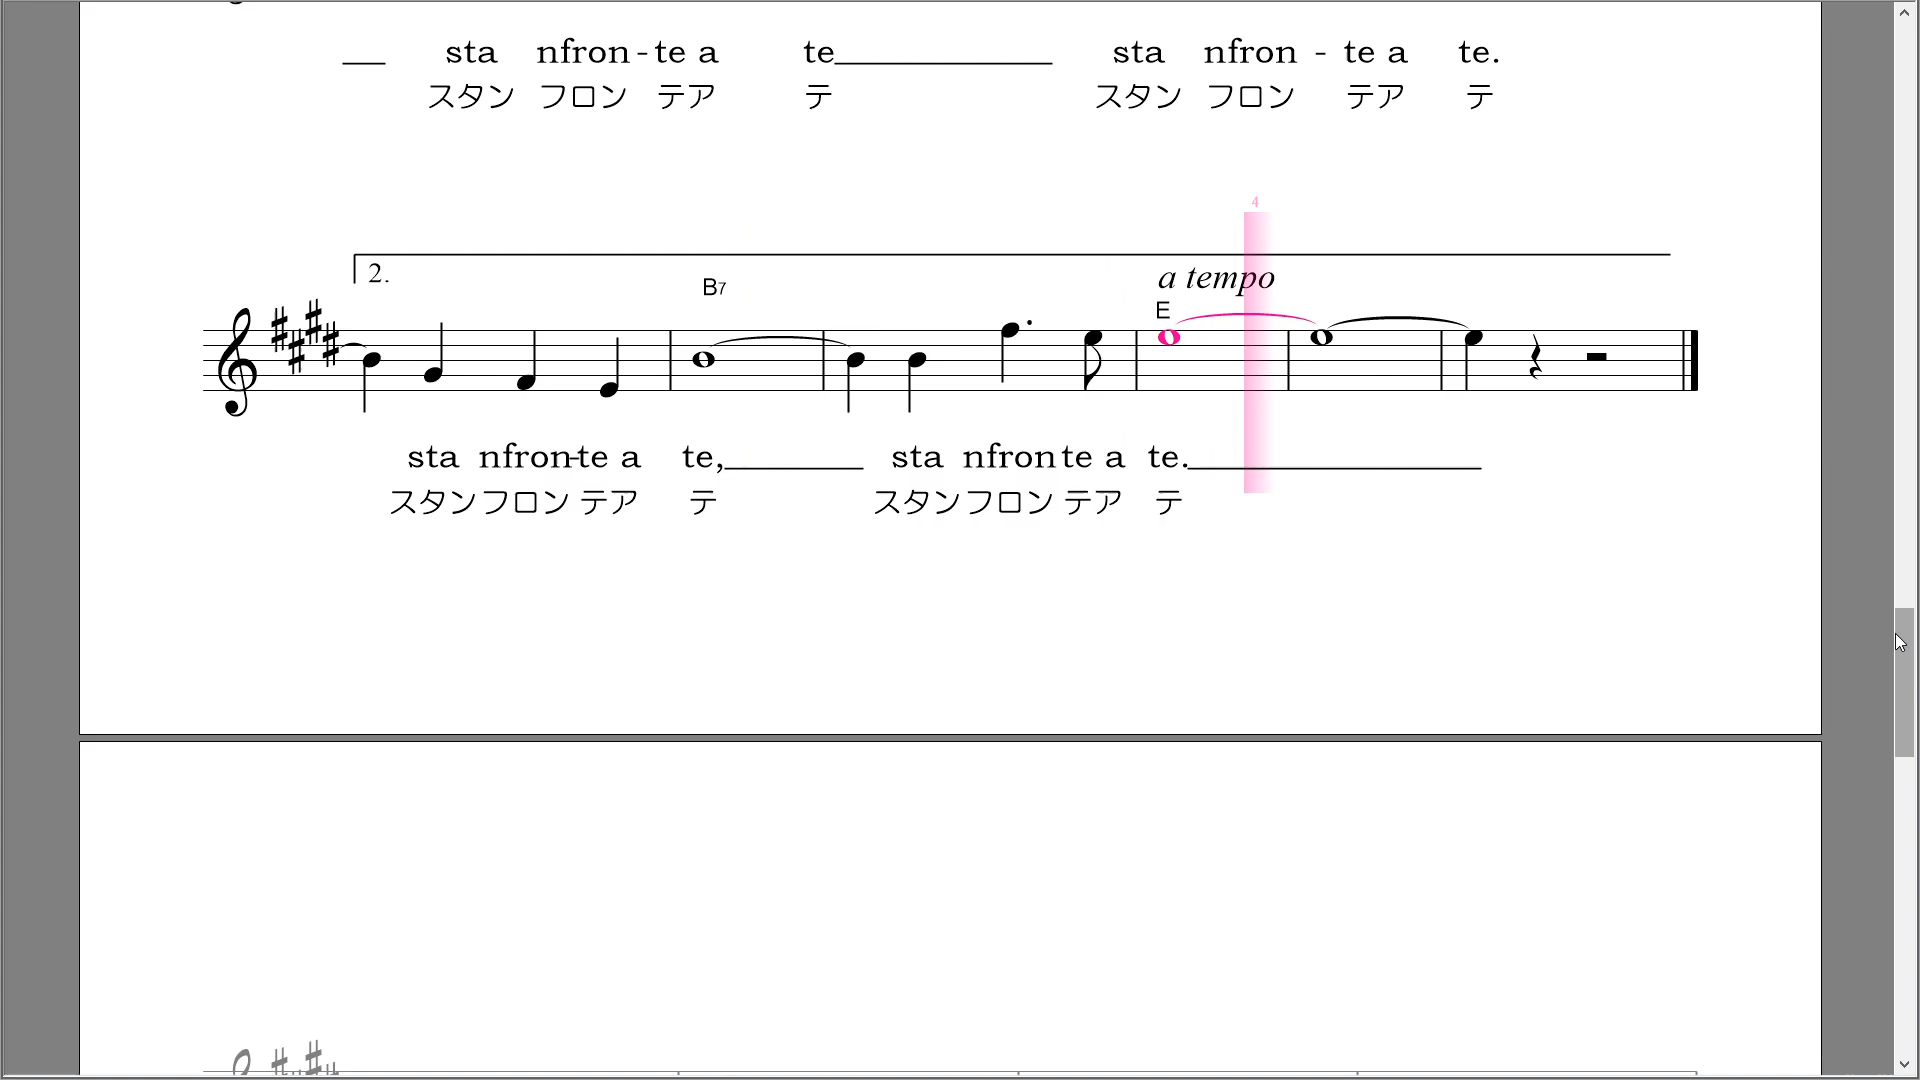 sta nfron - te a te sta nfron - te a te.
スタン フロン テア テ スタン フロン テア テ
4
2. B7 a tempo
E
sta nfron-te a te, sta nfron te a te.
スタン フロン テア テ スタン フロン テア テ